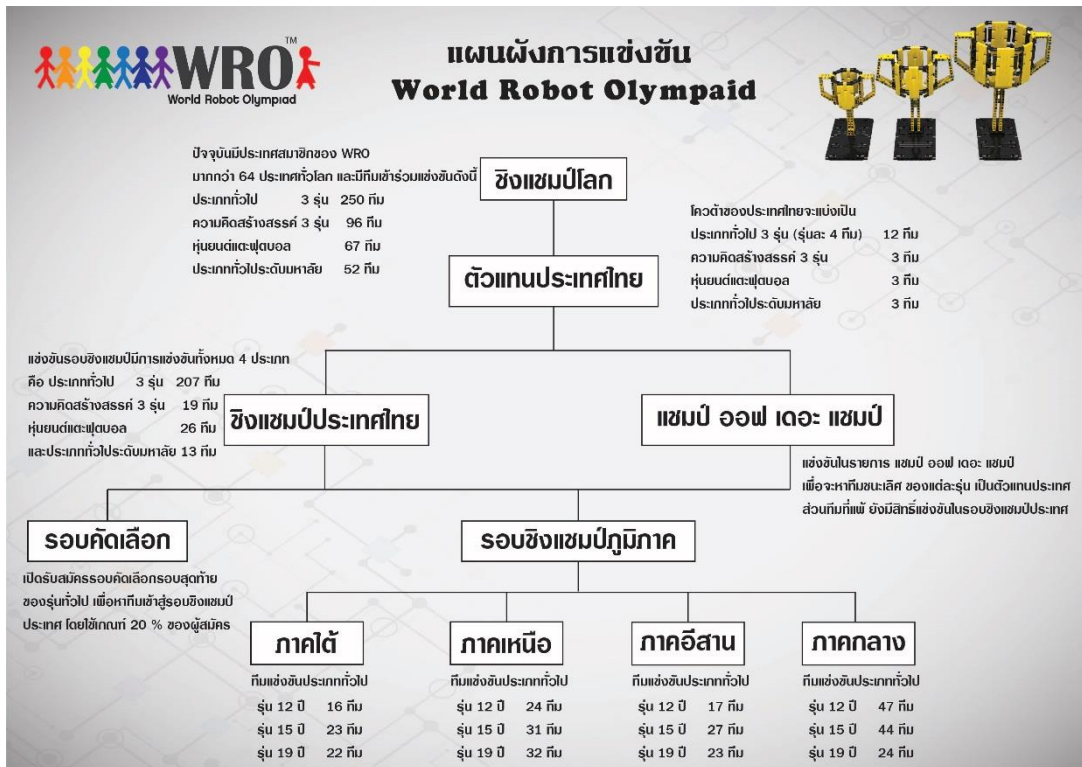 WRO™
World Robot Olympiad
แผนผังการแข่งขัน
World Robot Olympaid
ปัจจุบันมีประเทศสมาชิกของ WRO
มากกว่า 64 ประเทศทั่วโลก และมีทีมเข้าร่วมแข่งขันดังนี้
ประเภททั่วไป 3 รุ่น 250 ทีม
ความคิดสร้างสรรค์ 3 รุ่น 96 ทีม
หุ่นยนต์เตะฟุตบอล 67 ทีม
ประเภททั่วไประดับมหาลัย 52 ทีม
ชิงแชมป์โลก
โควต้าของประเทศไทยจะแบ่งเป็น
ประเภททั่วไป 3 รุ่น (รุ่นละ 4 ทีม) 12 ทีม
ความคิดสร้างสรรค์ 3 รุ่น 3 ทีม
หุ่นยนต์เตะฟุตบอล 3 ทีม
ประเภททั่วไประดับมหาลัย 3 ทีม
ตัวแทนประเทศไทย
แข่งขันรอบชิงแชมป์มีการแข่งขันทั้งหมด 4 ประเภท
คือ ประเภททั่วไป 3 รุ่น 207 ทีม
ความคิดสร้างสรรค์ 3 รุ่น 19 ทีม
หุ่นยนต์เตะฟุตบอล 26 ทีม
และประเภททั่วไประดับมหาลัย 13 ทีม
ชิงแชมป์ประเทศไทย
แชมป์ ออฟ เดอะ แชมป์
แข่งขันในรายการ แชมป์ ออฟ เดอะ แชมป์
เพื่อจะหาทีมชนะเลิศ ของแต่ละรุ่น เป็นตัวแทนประเทศ
ส่วนทีมที่แพ้ ยังมีสิทธิ์แข่งขันในรอบชิงแชมป์ประเทศ
รอบคัดเลือก
เปิดรับสมัครรอบคัดเลือกรอบสุดท้าย
ของรุ่นทั่วไป เพื่อหาทีมเข้าสู่รอบชิงแชมป์
ประเทศ โดยใช้เกณฑ์ 20 % ของผู้สมัคร
รอบชิงแชมป์ภูมิภาค
ภาคใต้
ทีมแข่งขันประเภททั่วไป
รุ่น 12 ปี 16 ทีม
รุ่น 15 ปี 23 ทีม
รุ่น 19 ปี 22 ทีม
ภาคเหนือ
ทีมแข่งขันประเภททั่วไป
รุ่น 12 ปี 24 ทีม
รุ่น 15 ปี 31 ทีม
รุ่น 19 ปี 32 ทีม
ภาคอีสาน
ทีมแข่งขันประเภททั่วไป
รุ่น 12 ปี 17 ทีม
รุ่น 15 ปี 27 ทีม
รุ่น 19 ปี 23 ทีม
ภาคกลาง
ทีมแข่งขันประเภททั่วไป
รุ่น 12 ปี 47 ทีม
รุ่น 15 ปี 44 ทีม
รุ่น 19 ปี 24 ทีม